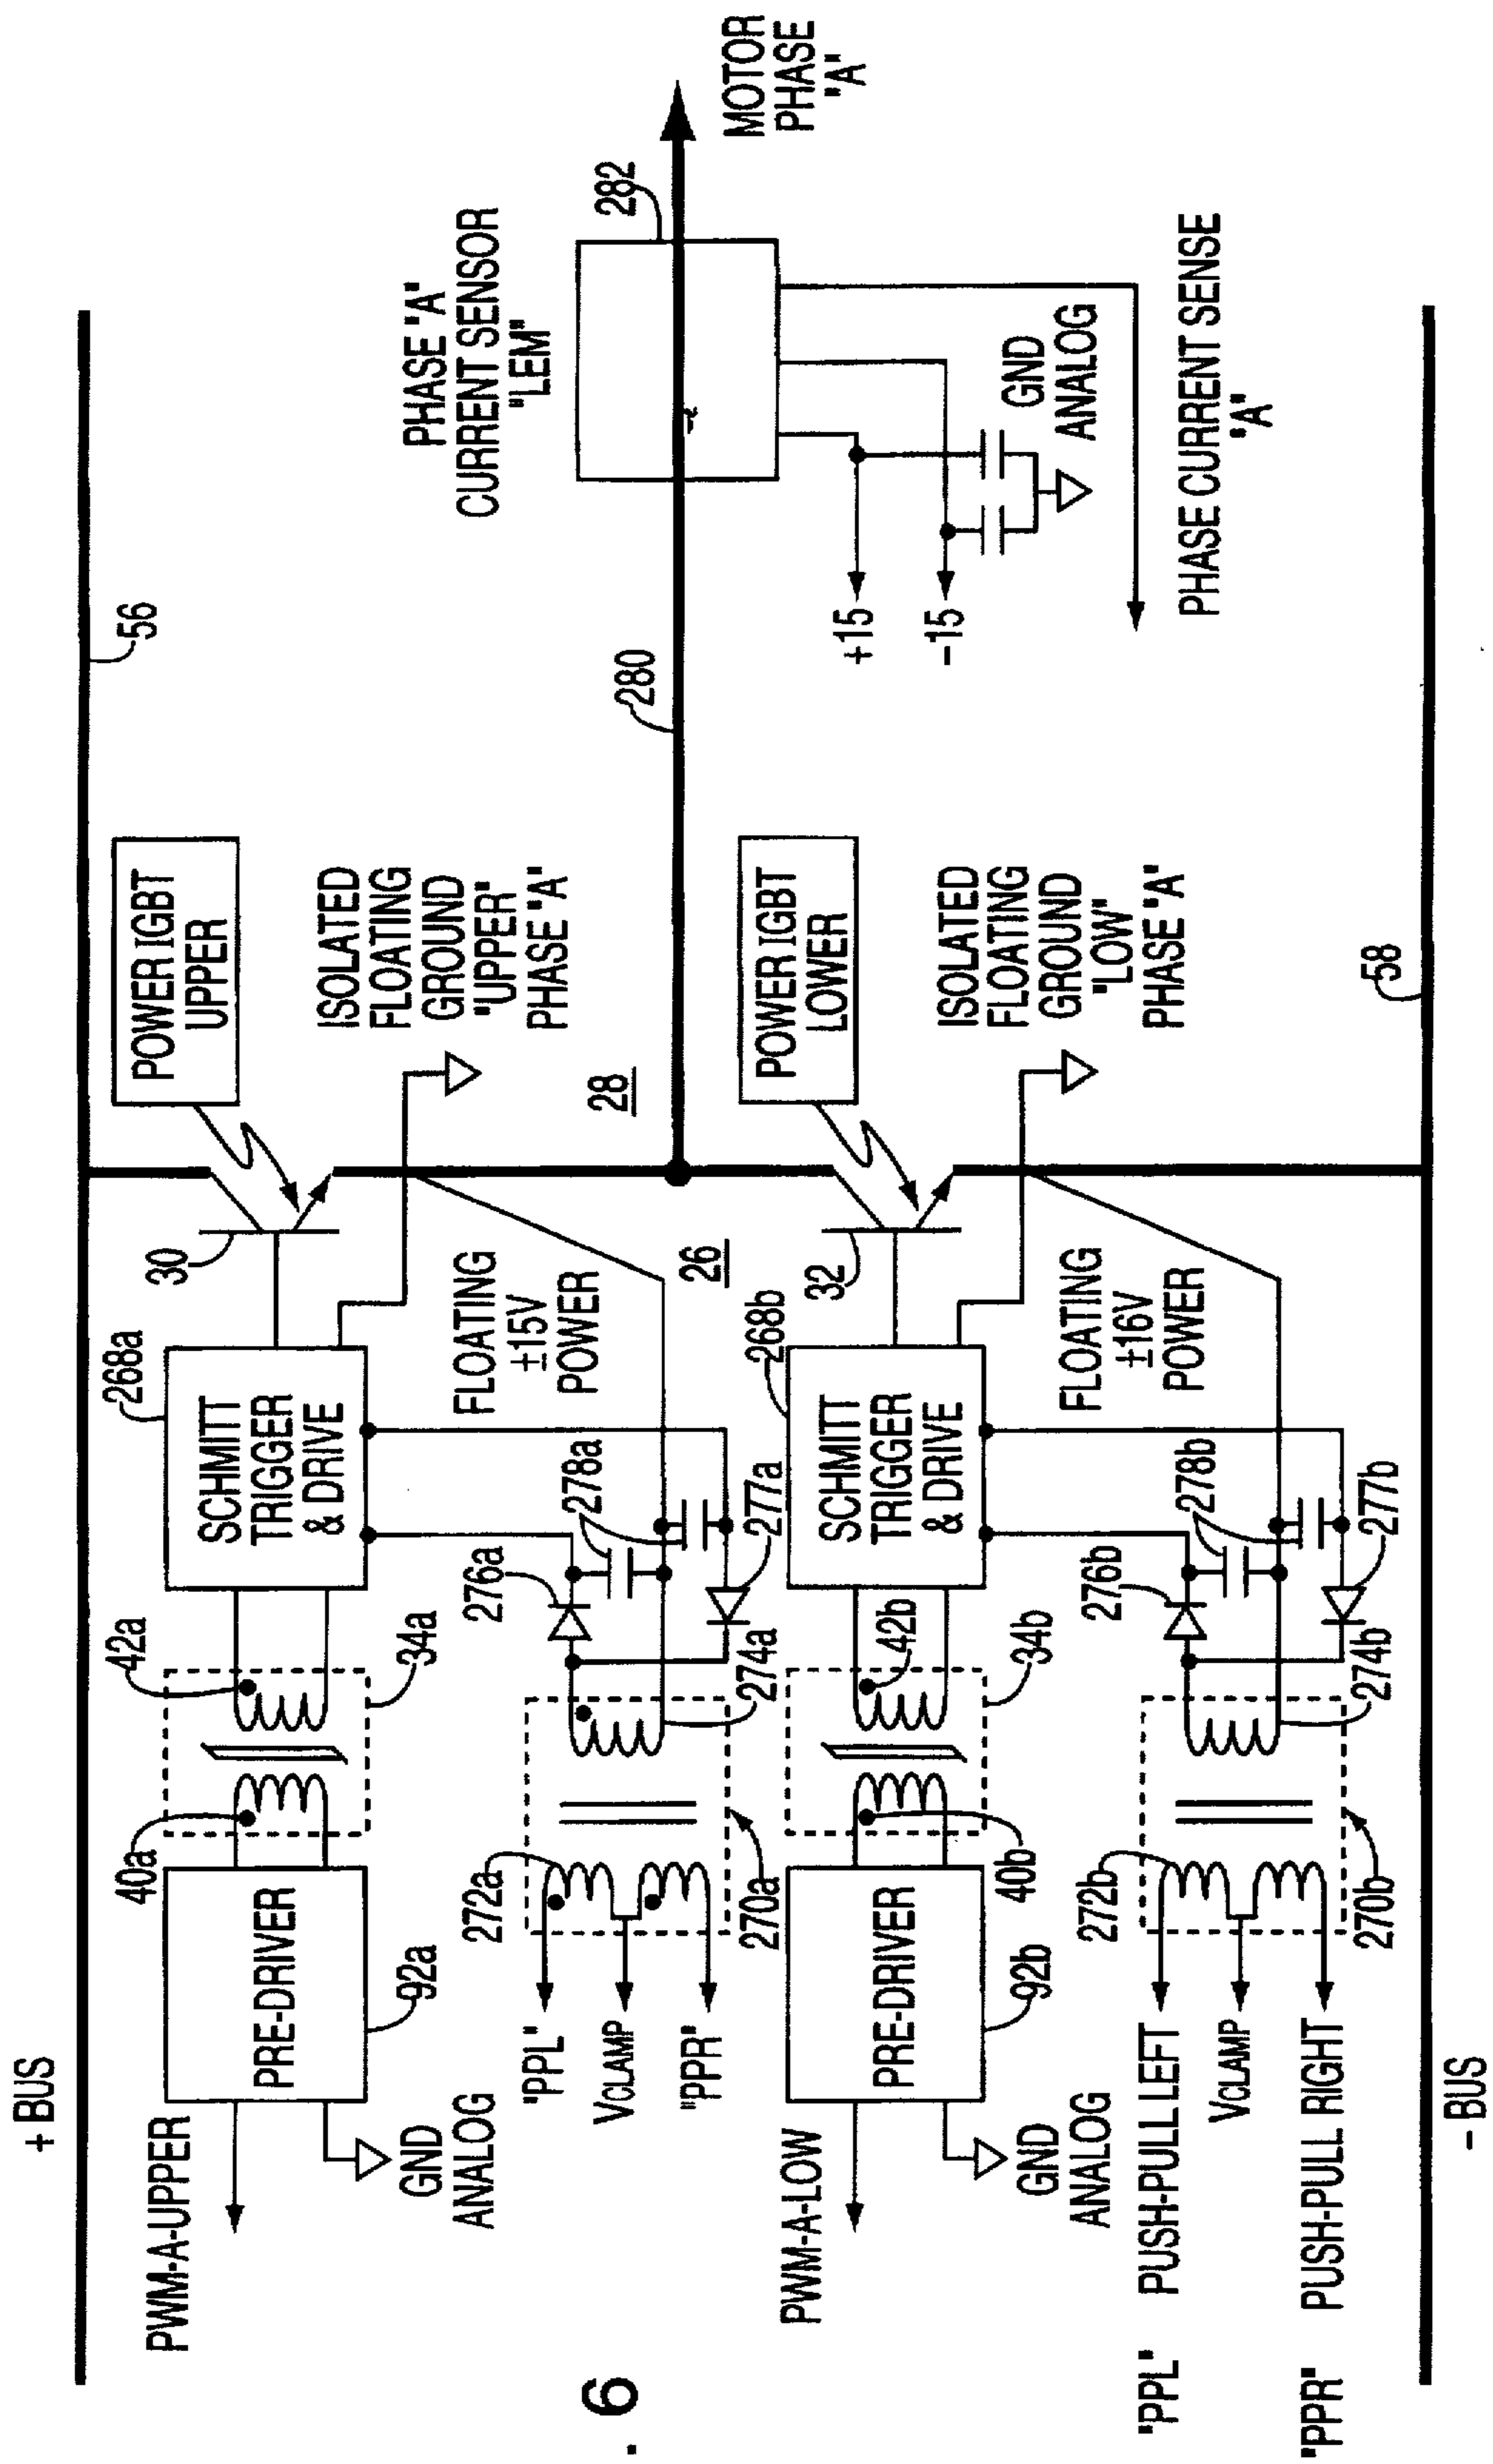 + BUS
56
PWM-A-UPPER
PRE-DRIVER
92a
GND
ANALOG
40a
42a
34a
SCHMITT
TRIGGER
& DRIVE
268a
30
POWER IGBT
UPPER
ISOLATED
FLOATING
GROUND
"UPPER"
PHASE "A"
"PPL"
VCLAMP
"PPR"
272a
270a
274a
276a
278a
277a
FLOATING
±15V
POWER
26
28
280
PHASE "A"
CURRENT SENSOR
"LEM"
282
MOTOR
PHASE
"A"
+15
-15
GND
ANALOG
PHASE CURRENT SENSE
"A"
PWM-A-LOW
PRE-DRIVER
92b
GND
ANALOG
40b
42b
34b
SCHMITT
TRIGGER
& DRIVE
268b
32
POWER IGBT
LOWER
ISOLATED
FLOATING
GROUND
"LOW"
PHASE "A"
"PPL" PUSH-PULL LEFT
VCLAMP
"PPR" PUSH-PULL RIGHT
272b
270b
274b
276b
278b
277b
FLOATING
±16V
POWER
58
- BUS
. 6